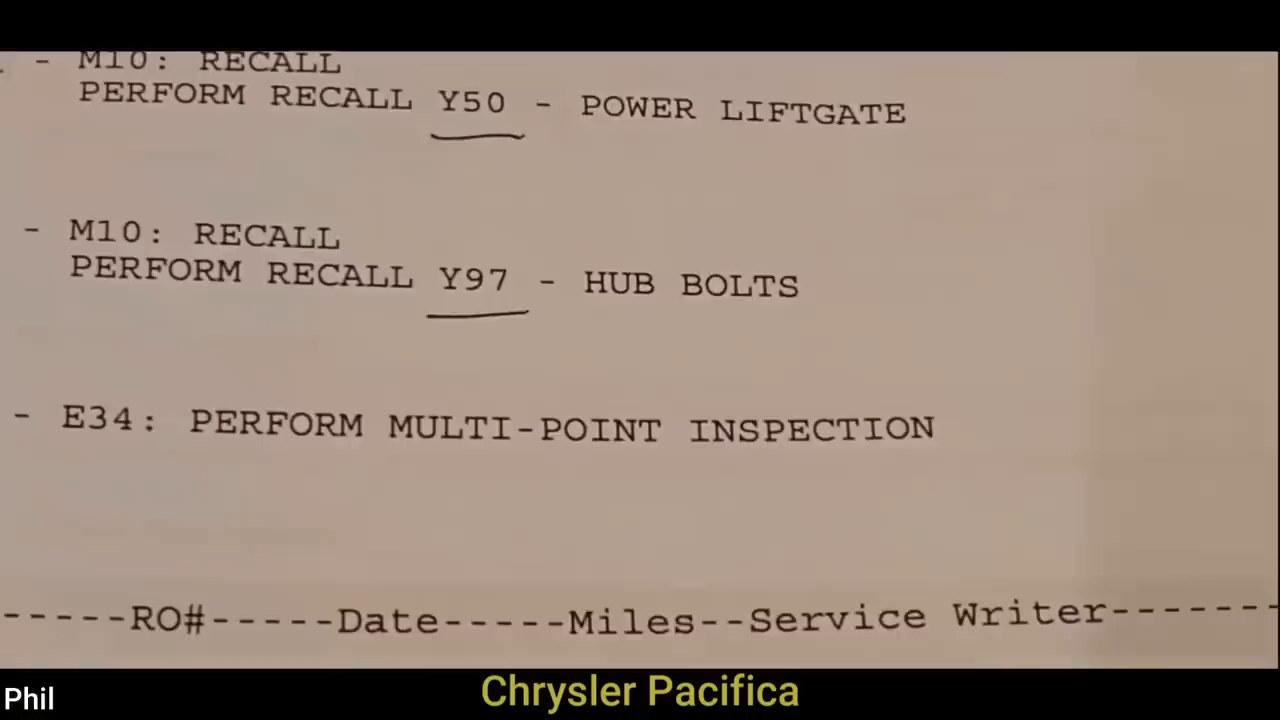 - M10: RECALL
PERFORM RECALL Y50 - POWER LIFTGATE
- M10: RECALL
PERFORM RECALL Y97 - HUB BOLTS
- E34: PERFORM MULTI-POINT INSPECTION
-----RO#-----Date-----Miles--Service Writer-------
Phil
Chrysler Pacifica